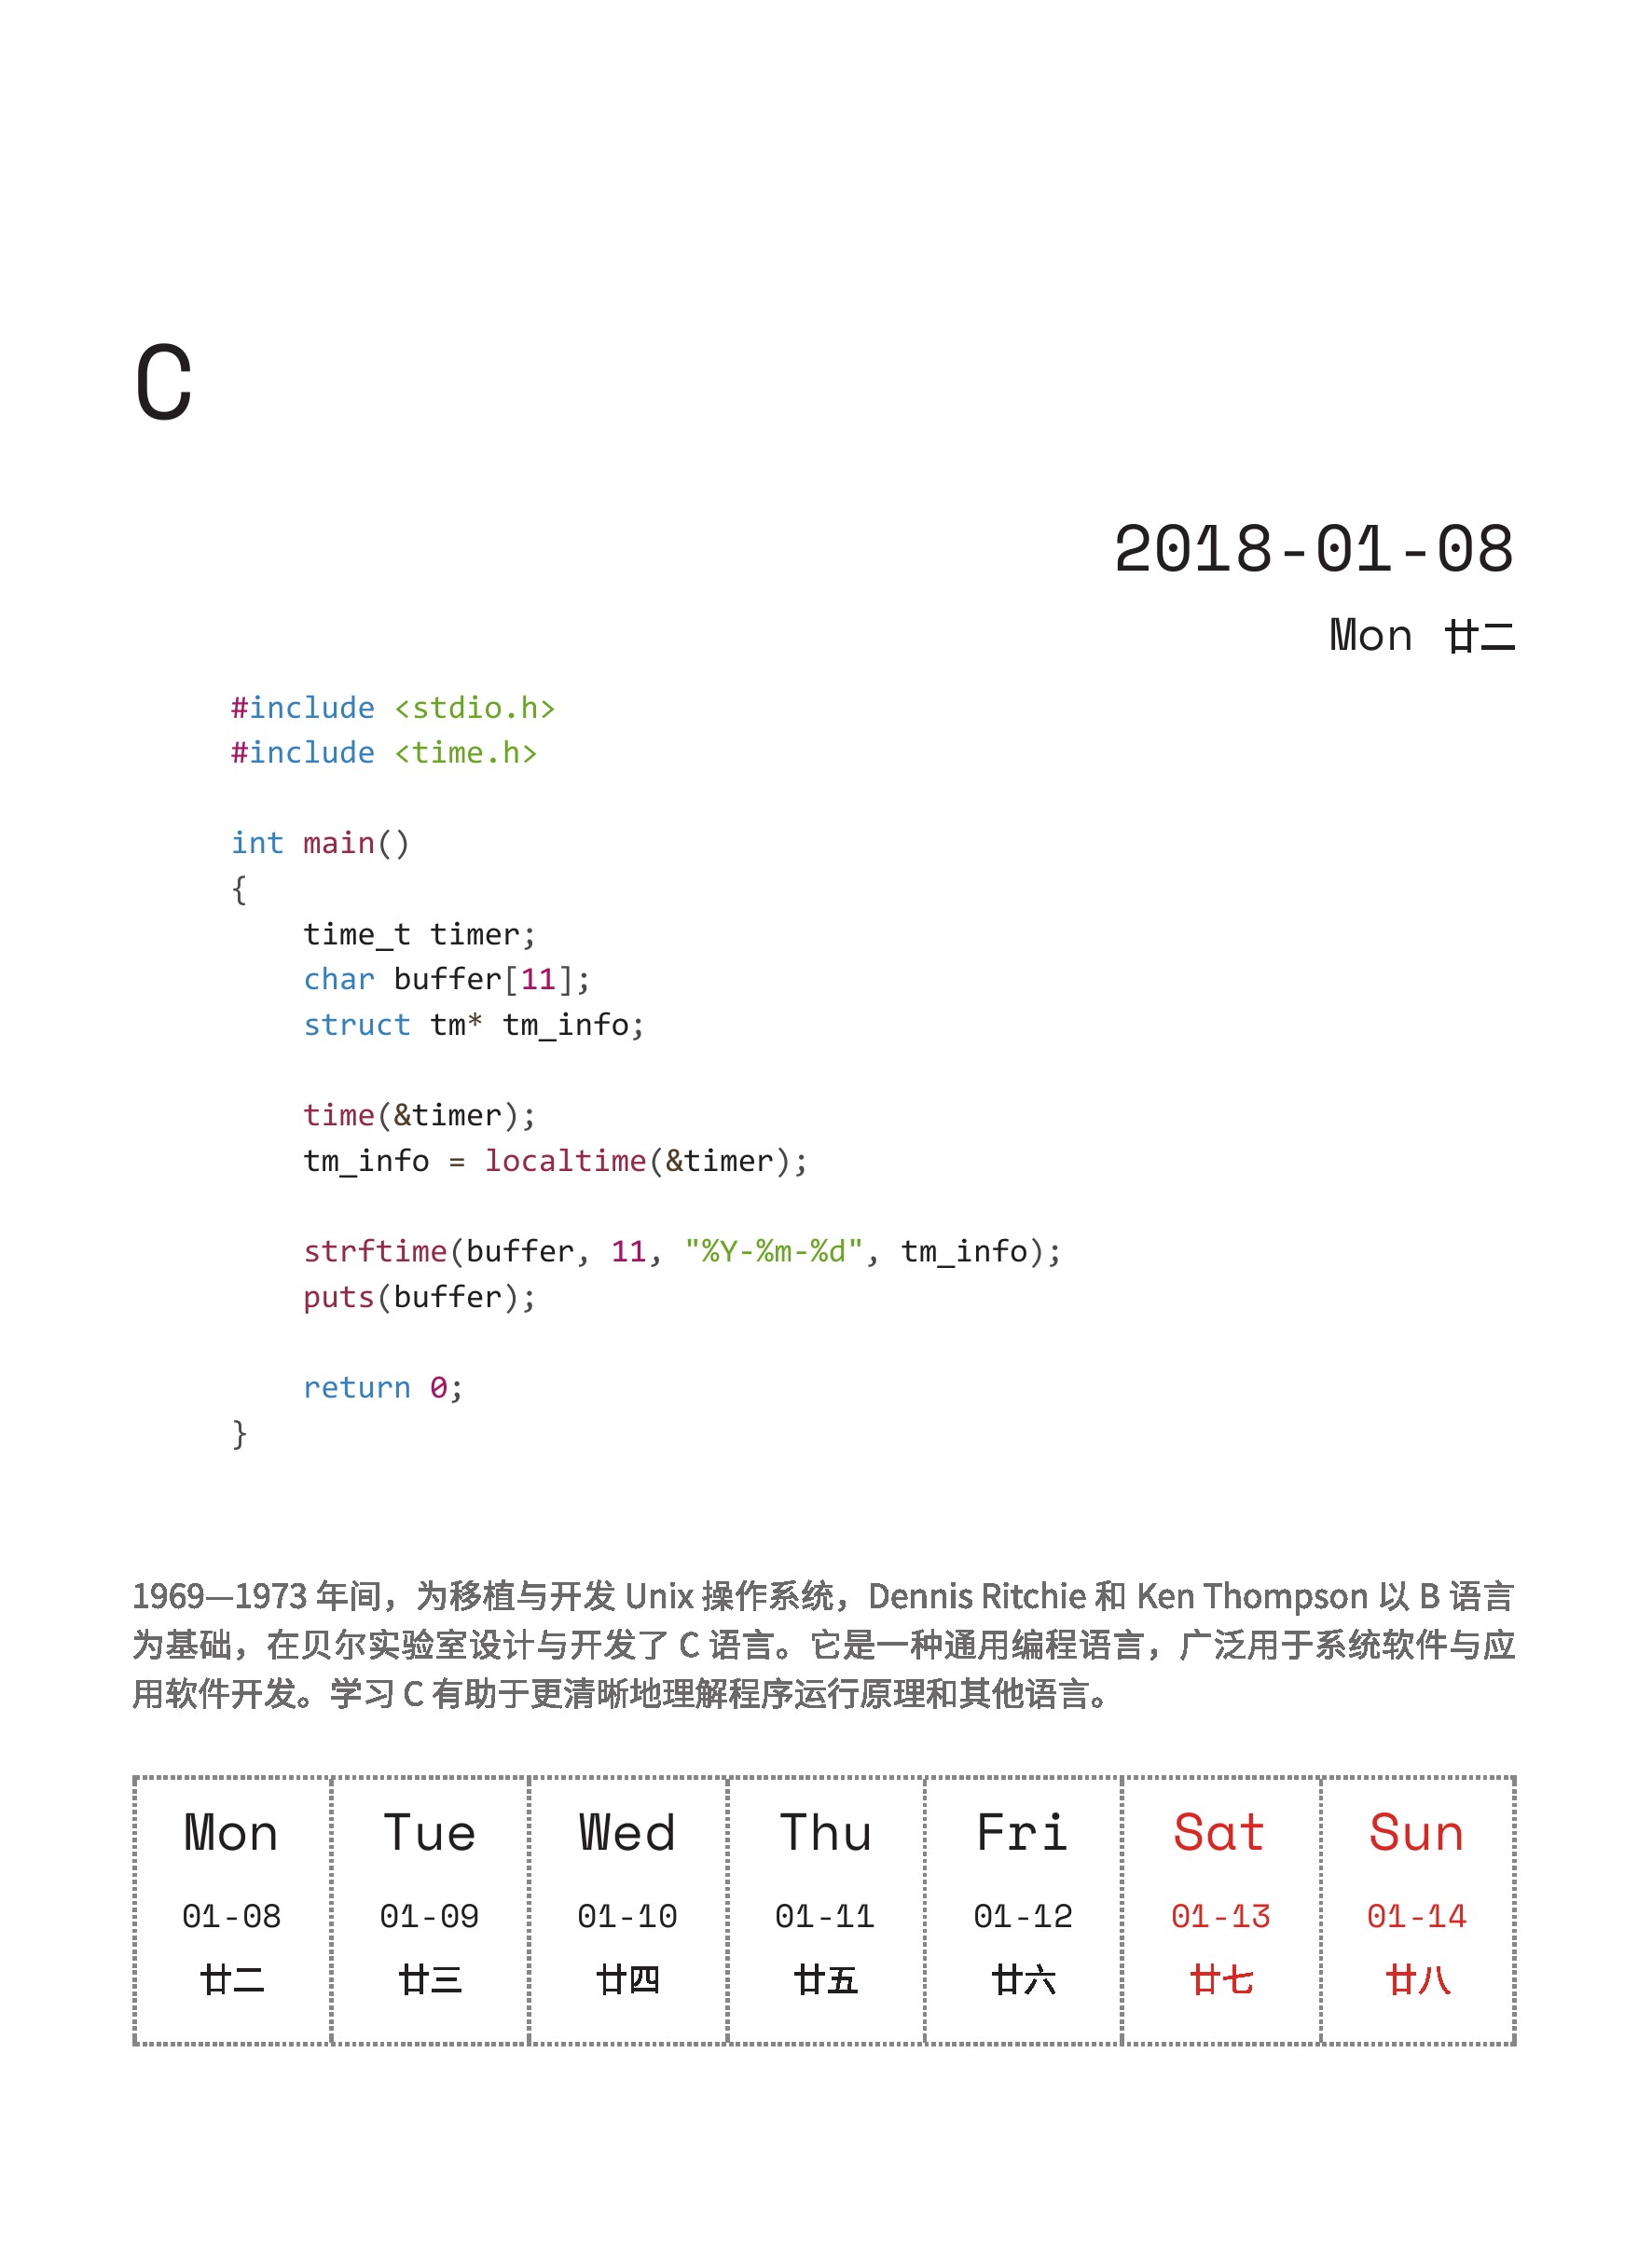 C
2018-01-08
Mon 廿二
#include <stdio.h>
#include <time.h>
int main()
{
    time_t timer;
    char buffer[11];
    struct tm* tm_info;
    time(&timer);
    tm_info = localtime(&timer);
    strftime(buffer, 11, "%Y-%m-%d", tm_info);
    puts(buffer);
    return 0;
}
1969—1973 年间，为移植与开发 Unix 操作系统，Dennis Ritchie 和 Ken Thompson 以 B 语言
为基础，在贝尔实验室设计与开发了 C 语言。它是一种通用编程语言，广泛用于系统软件与应
用软件开发。学习 C 有助于更清晰地理解程序运行原理和其他语言。
Mon Tue Wed Thu Fri Sat Sun
01-08 01-09 01-10 01-11 01-12 01-13 01-14
廿二 廿三 廿四 廿五 廿六 廿七 廿八